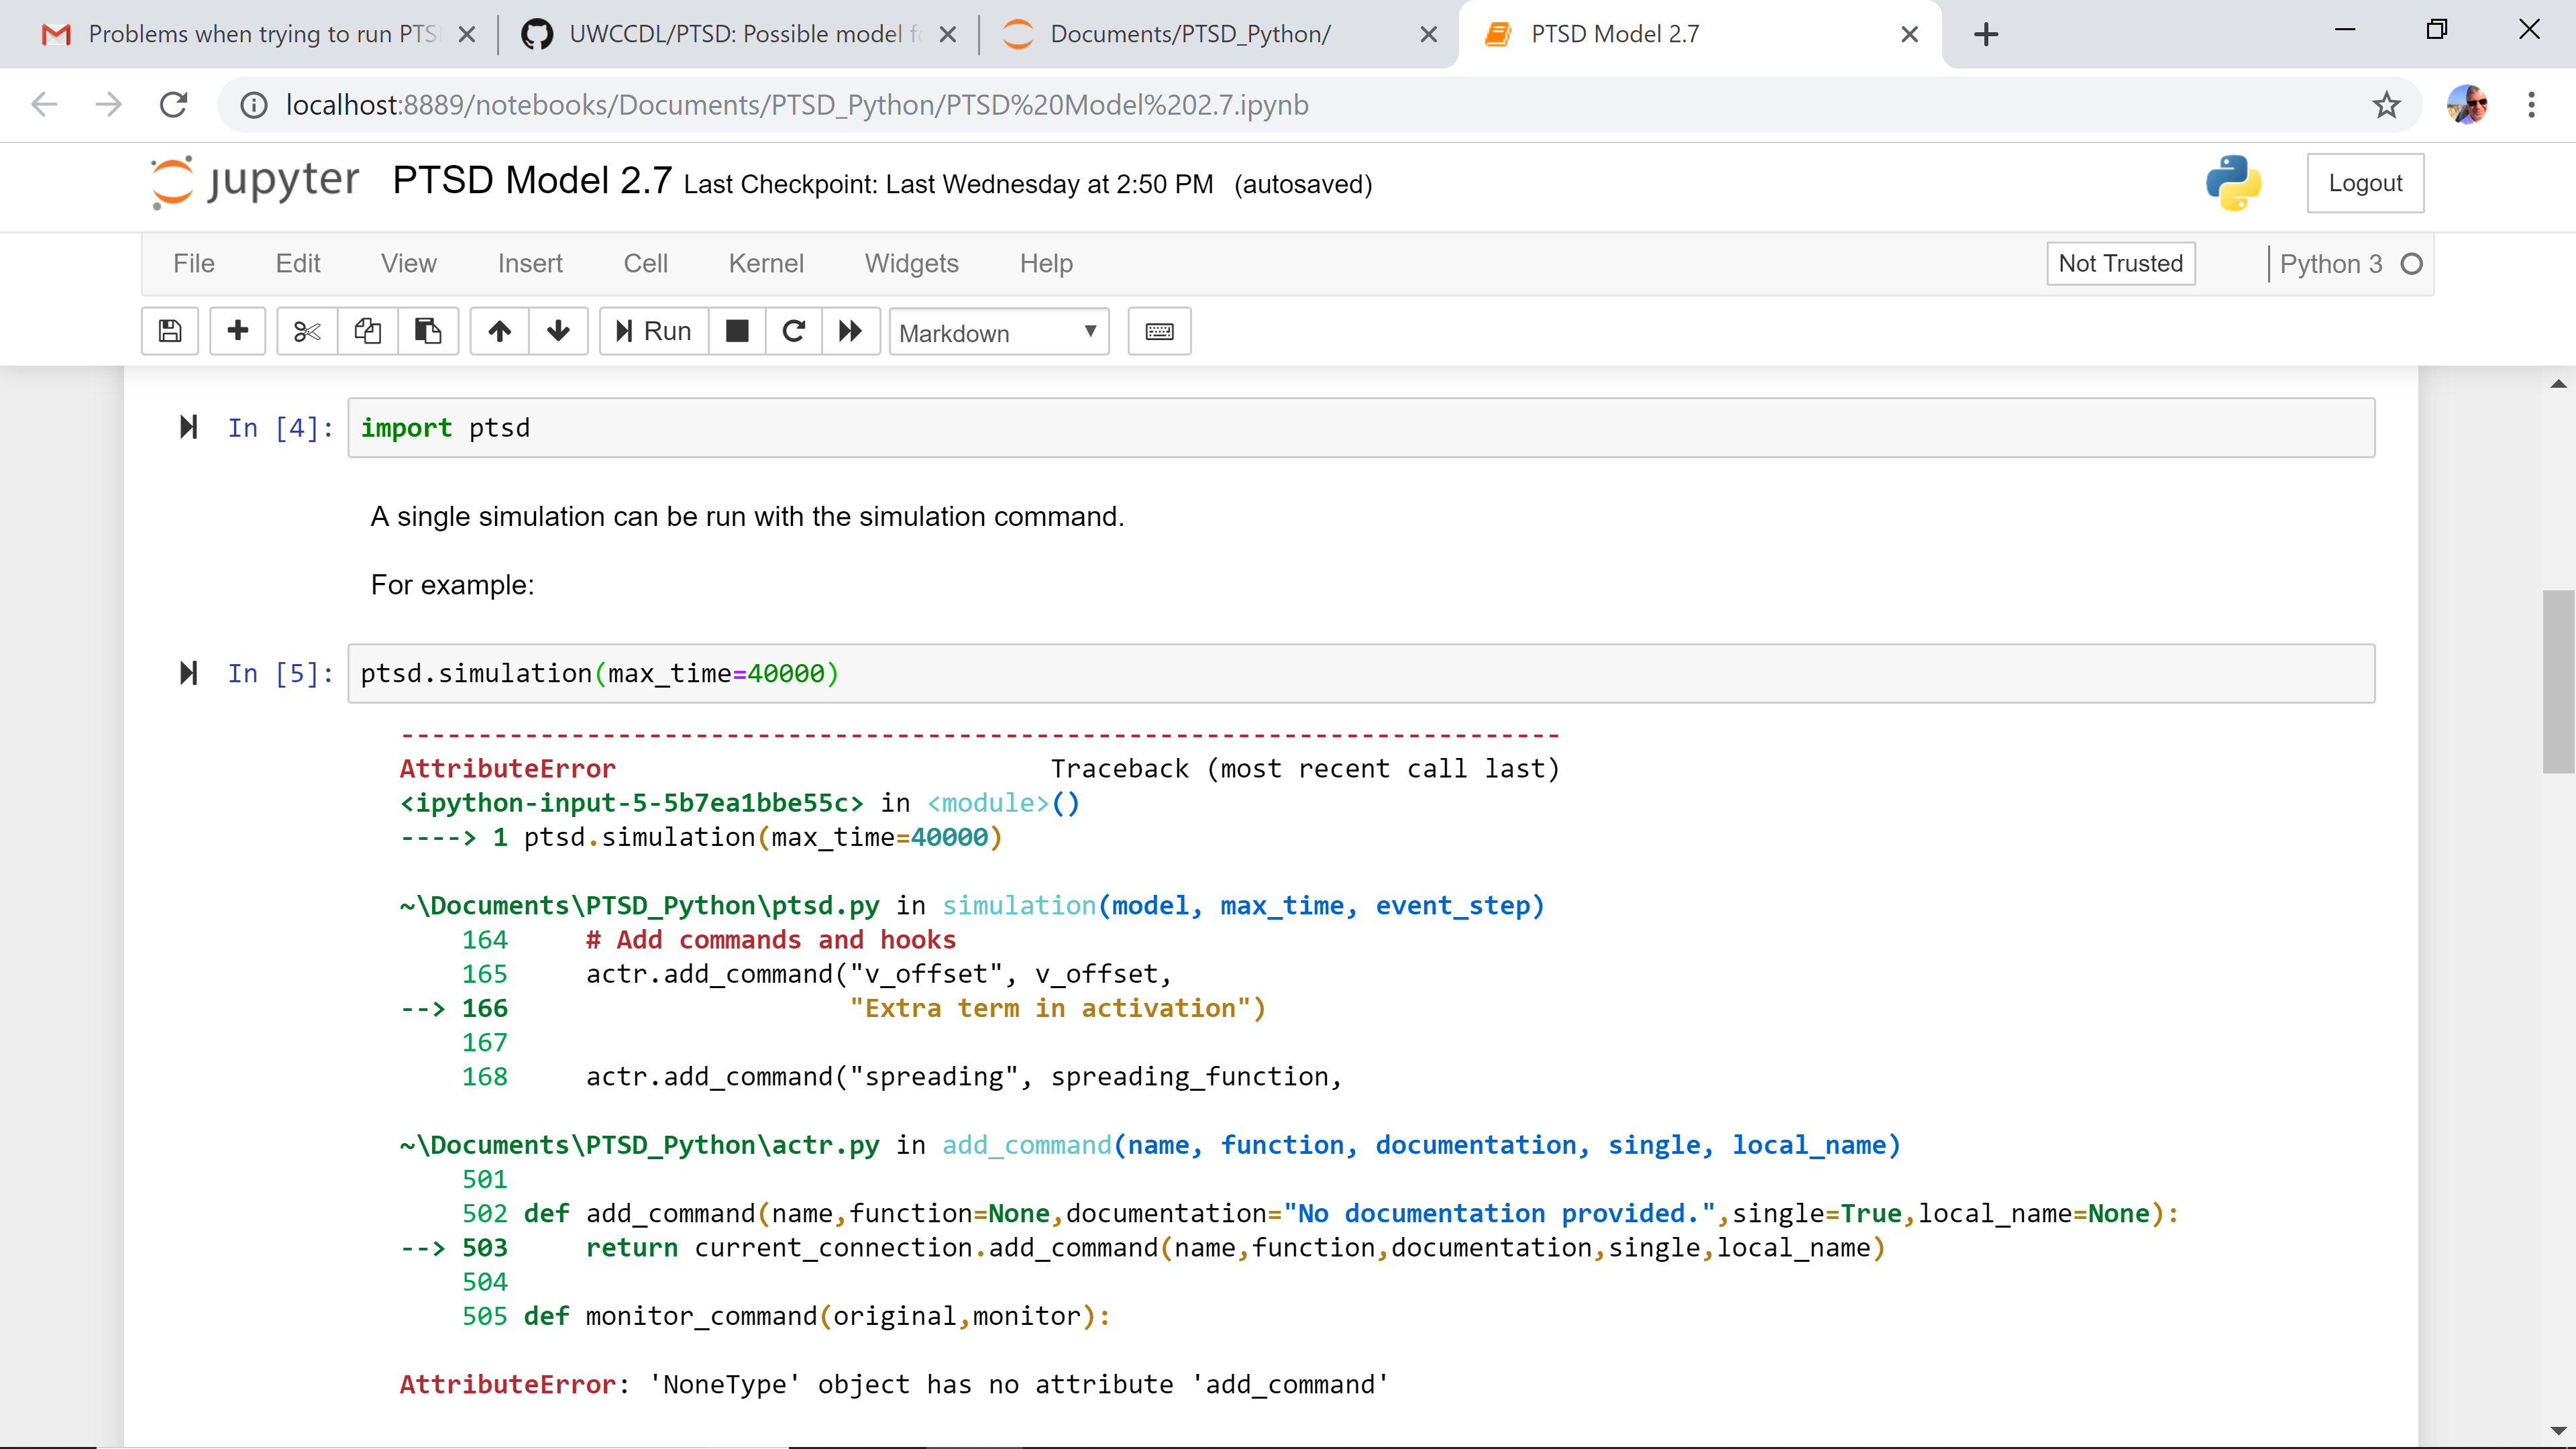 Problems when trying to run PTS
UWCCDL/PTSD: Possible model f
Documents/PTSD_Python/
PTSD Model 2.7
localhost:8889/notebooks/Documents/PTSD_Python/PTSD%20Model%202.7.ipynb
jupyter PTSD Model 2.7 Last Checkpoint: Last Wednesday at 2:50 PM (autosaved)
Logout
File Edit View Insert Cell Kernel Widgets Help
Not Trusted
Python 3
Run
Markdown
In [4]: import ptsd
A single simulation can be run with the simulation command.
For example:
In [5]: ptsd.simulation(max_time=40000)
---------------------------------------------------------------------------
AttributeError                            Traceback (most recent call last)
<ipython-input-5-5b7ea1bbe55c> in <module>()
----> 1 ptsd.simulation(max_time=40000)
~\Documents\PTSD_Python\ptsd.py in simulation(model, max_time, event_step)
    164     # Add commands and hooks
    165     actr.add_command("v_offset", v_offset,
--> 166                      "Extra term in activation")
    167
    168     actr.add_command("spreading", spreading_function,
~\Documents\PTSD_Python\actr.py in add_command(name, function, documentation, single, local_name)
    501
    502 def add_command(name,function=None,documentation="No documentation provided.",single=True,local_name=None):
--> 503     return current_connection.add_command(name,function,documentation,single,local_name)
    504
    505 def monitor_command(original,monitor):
AttributeError: 'NoneType' object has no attribute 'add_command'